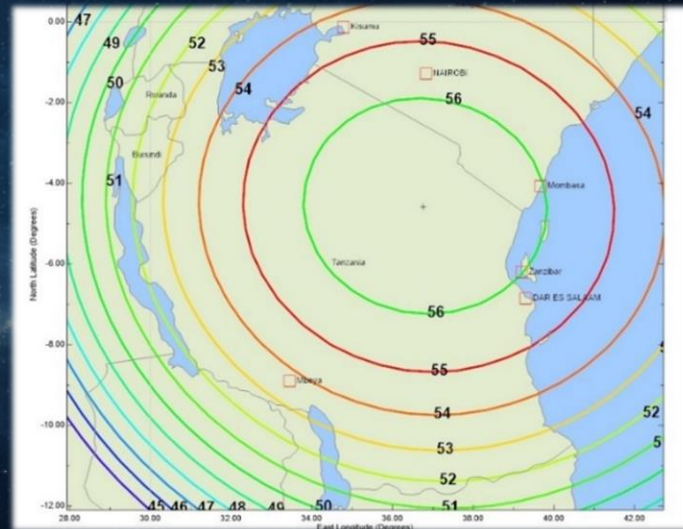 0.00
-2.00
-4.00
-6.00
-8.00
-10.00
-12.00
North Latitude (Degrees)
47
49
52
55
Kisumu
53
NAIROBI
50
54
56
54
Rwanda
Burundi
51
Mombasa
Tanzania
Zanzibar
56
DAR ES SALAAM
55
Mbeya
54
52
53
5
52
45 46 47 48 49 50 51
28.00 30.00 32.00 34.00 36.00 38.00 40.00 42.00
East Longitude (Degrees)